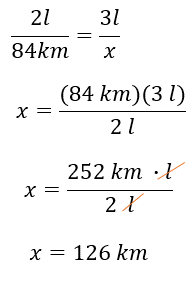 2l/84km = 3l/x
x = (84 km)(3 l)/2 l
x = 252 km · l/2 l
x = 126 km